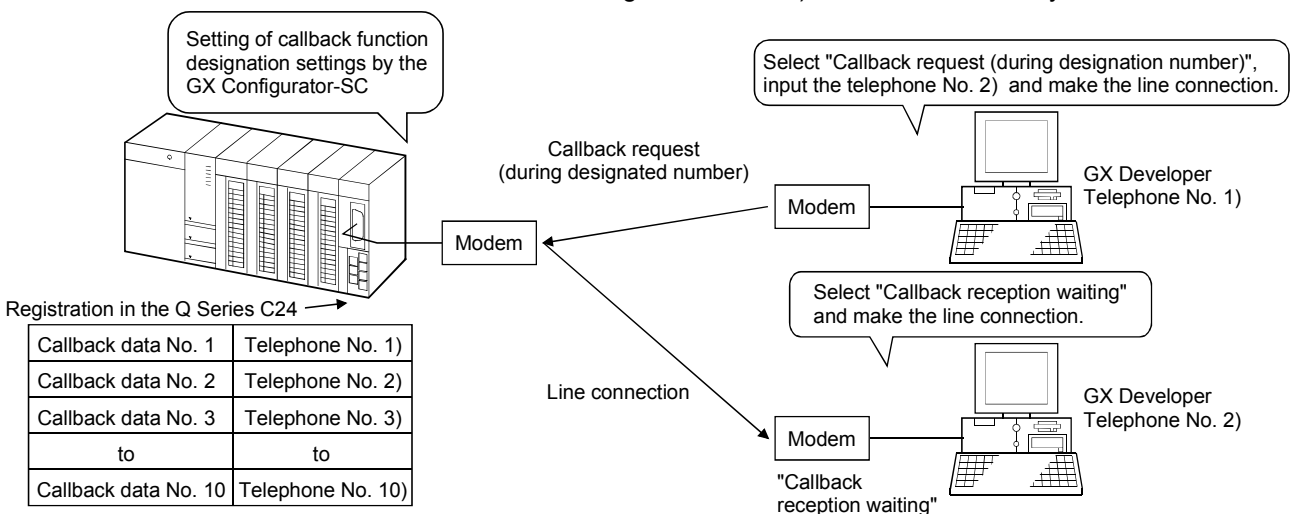 Setting of callback function
designation settings by the
GX Configurator-SC
Select "Callback request (during designation number)",
input the telephone No. 2) and make the line connection.
Callback request
(during designated number)
Modem
GX Developer
Telephone No. 1)
Modem
Select "Callback reception waiting"
and make the line connection.
Registration in the Q Series C24
Callback data No. 1 Telephone No. 1)
Callback data No. 2 Telephone No. 2)
Callback data No. 3 Telephone No. 3)
to to
Callback data No. 10 Telephone No. 10)
Line connection
Modem
GX Developer
Telephone No. 2)
"Callback
reception waiting"